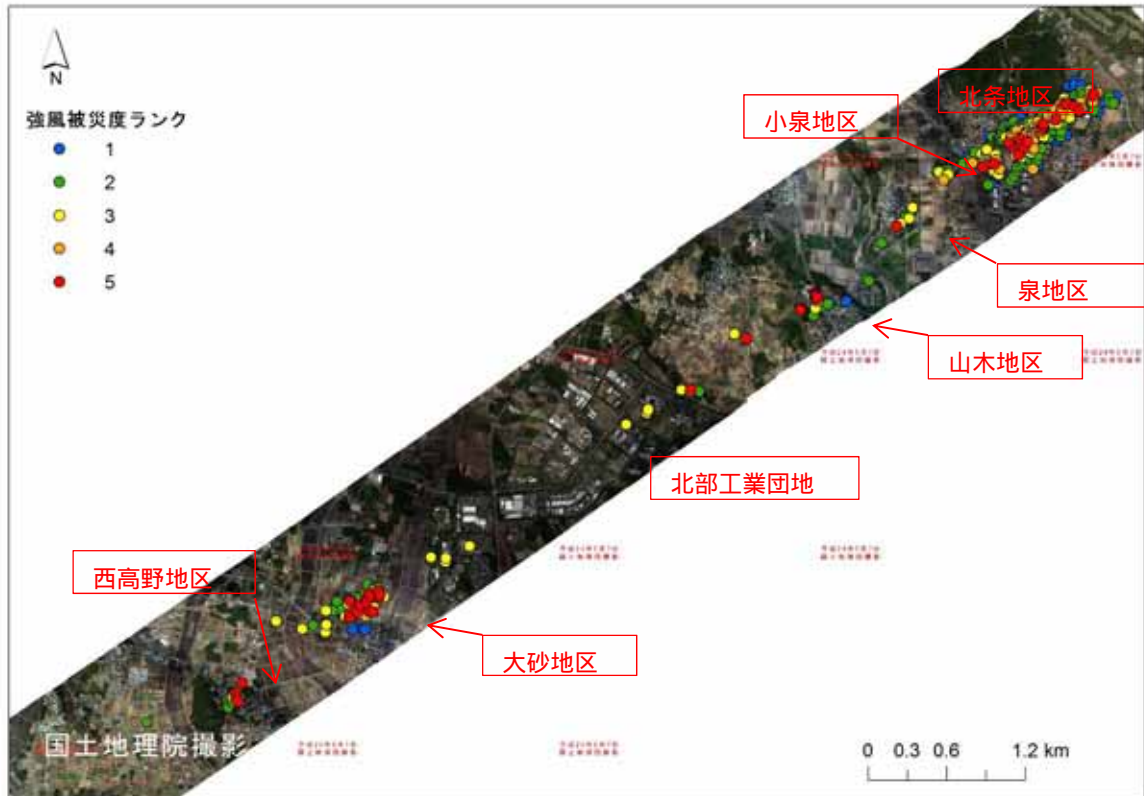 N
強風被災度ランク
1
2
3
4
5
北条地区
小泉地区
泉地区
山木地区
北部工業団地
西高野地区
大砂地区
国土地理院撮影
0 0.3 0.6 1.2 km